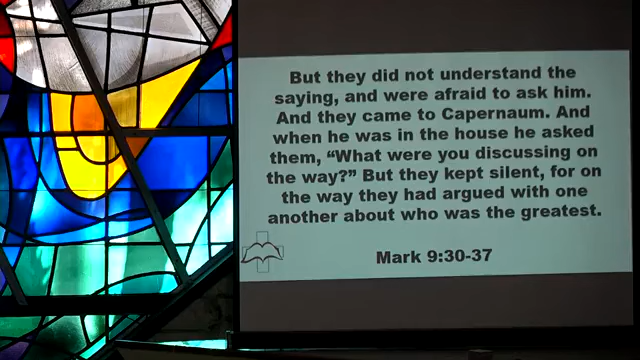 But they did not understand the
saying, and were afraid to ask him.
And they came to Capernaum. And
when he was in the house he asked
them, “What were you discussing on
the way?” But they kept silent, for on
the way they had argued with one
another about who was the greatest.
Mark 9:30-37